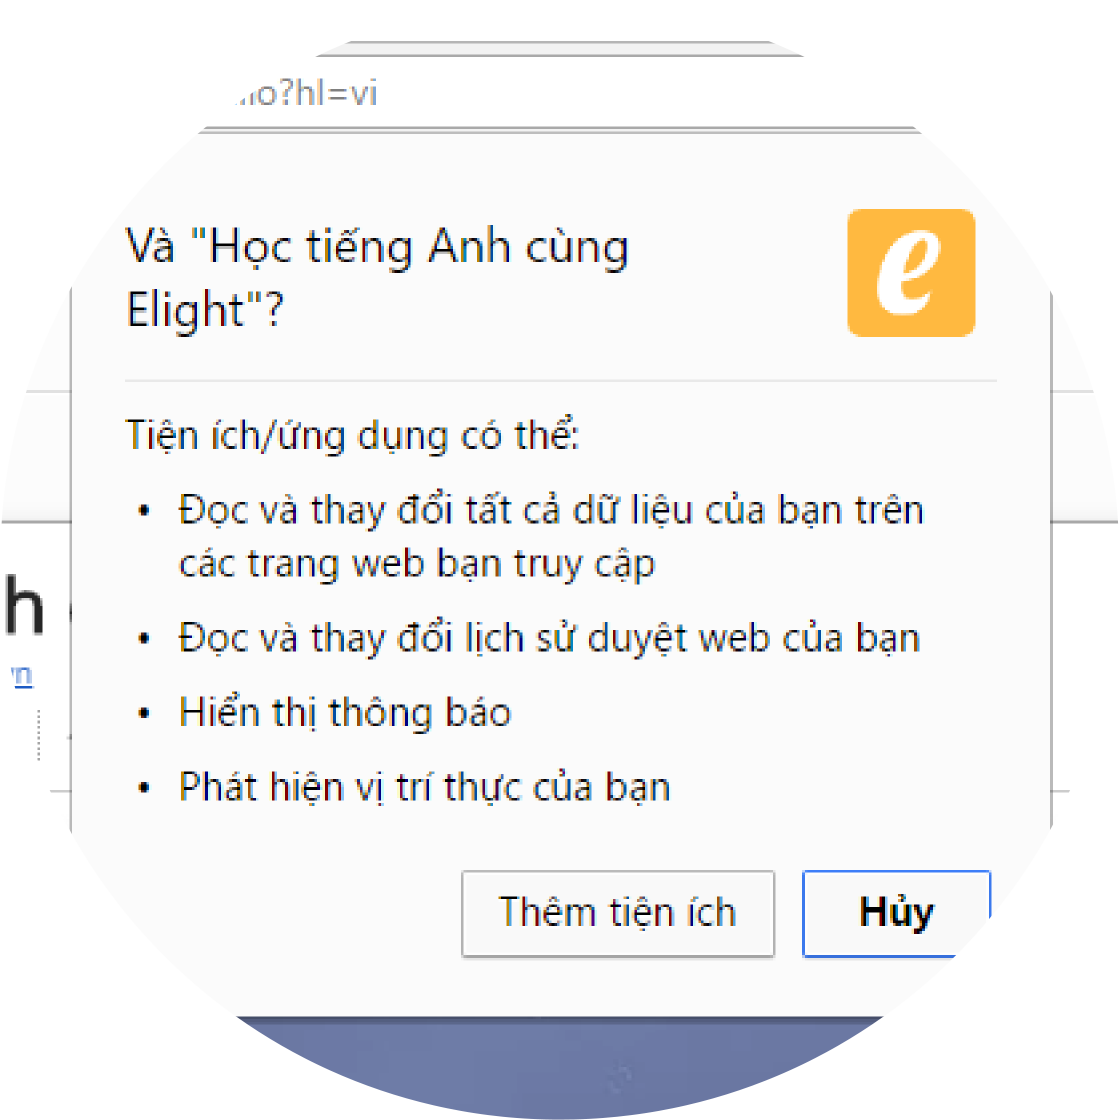 o?hl=vi
Và "Học tiếng Anh cùng
Elight"?
e
Tiện ích/ứng dụng có thể:
• Đọc và thay đổi tất cả dữ liệu của bạn trên
các trang web bạn truy cập
• Đọc và thay đổi lịch sử duyệt web của bạn
h
• Hiển thị thông báo
• Phát hiện vị trí thực của bạn
Thêm tiện ích
Hủy